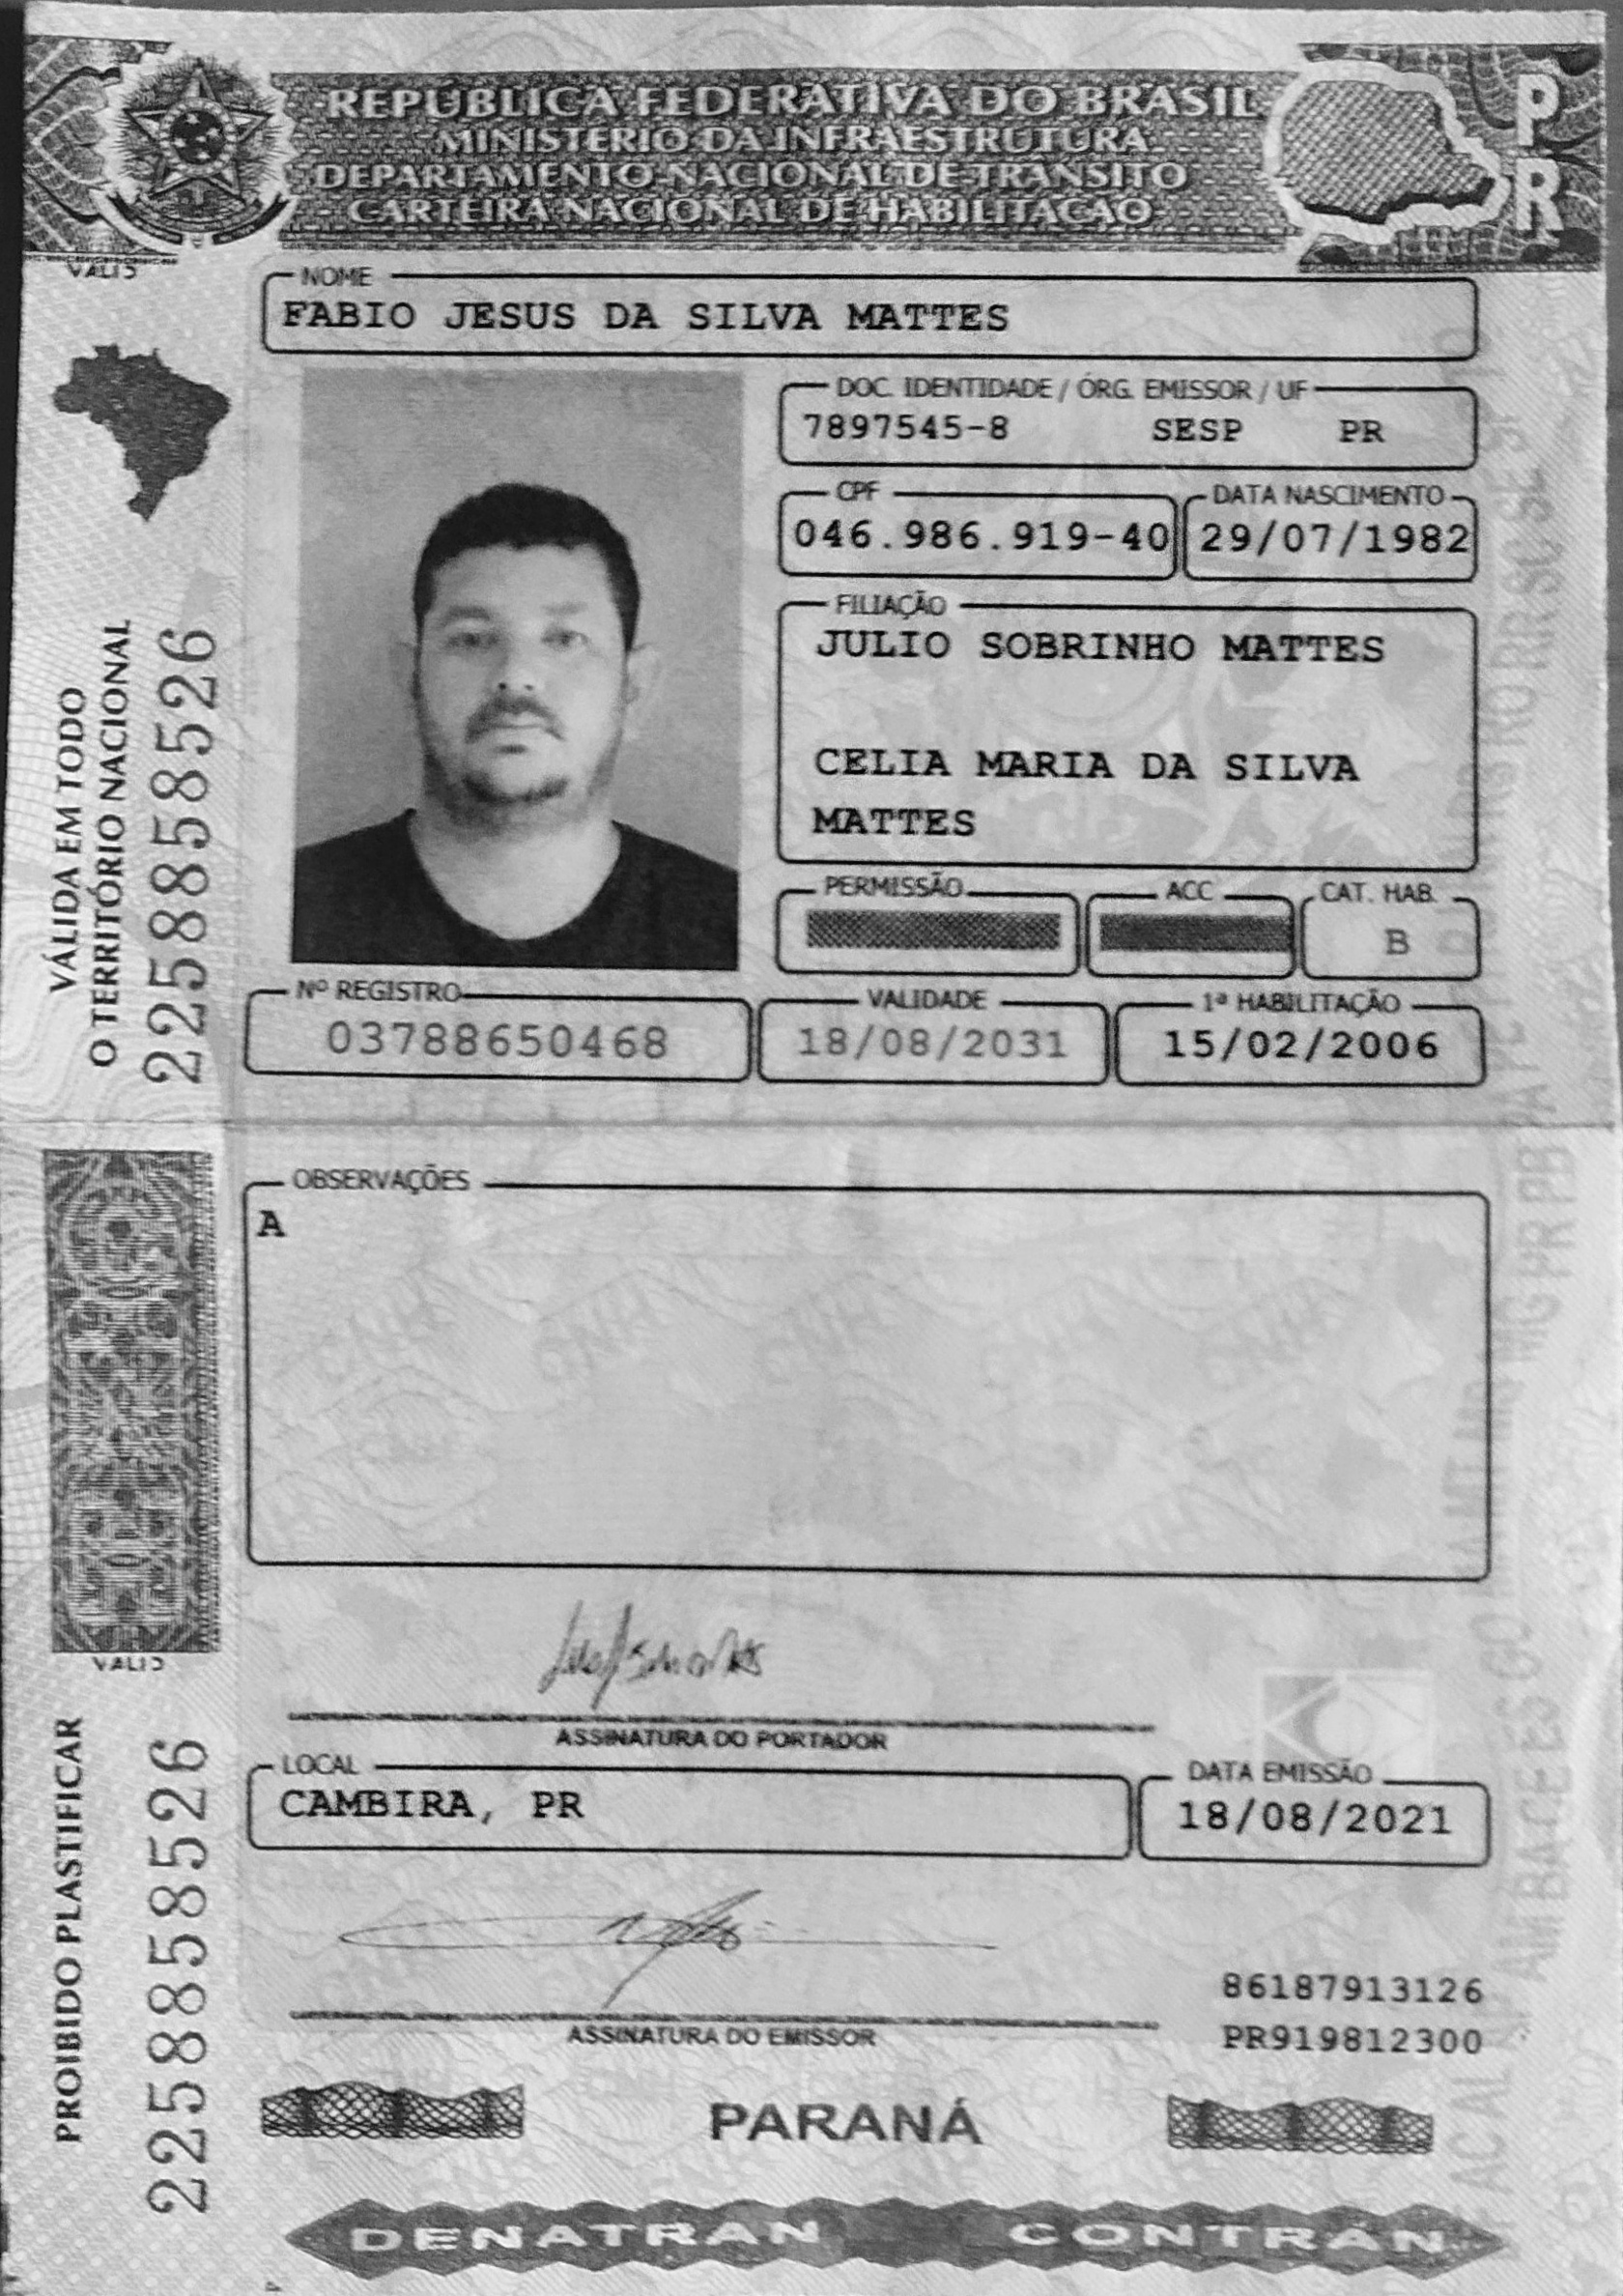 REPÚBLICA FEDERATIVA DO BRASIL
MINISTÉRIO DA INFRAESTRUTURA
DEPARTAMENTO NACIONAL DE TRÂNSITO
CARTEIRA NACIONAL DE HABILITAÇÃO
PR
NOME
FABIO JESUS DA SILVA MATTES
DOC. IDENTIDADE / ÓRG. EMISSOR / UF
7897545-8 SESP PR
CPF
046.986.919-40
DATA NASCIMENTO
29/07/1982
FILIAÇÃO
JULIO SOBRINHO MATTES
CELIA MARIA DA SILVA
MATTES
PERMISSÃO
ACC
CAT. HAB.
B
Nº REGISTRO
03788650468
VALIDADE
18/08/2031
1ª HABILITAÇÃO
15/02/2006
VÁLIDA EM TODO
O TERRITÓRIO NACIONAL
2258858526
OBSERVAÇÕES
A
ASSINATURA DO PORTADOR
LOCAL
CAMBIRA, PR
DATA EMISSÃO
18/08/2021
86187913126
PR919812300
ASSINATURA DO EMISSOR
PROIBIDO PLASTIFICAR
2258858526
PARANÁ
DENATRAN CONTRAN